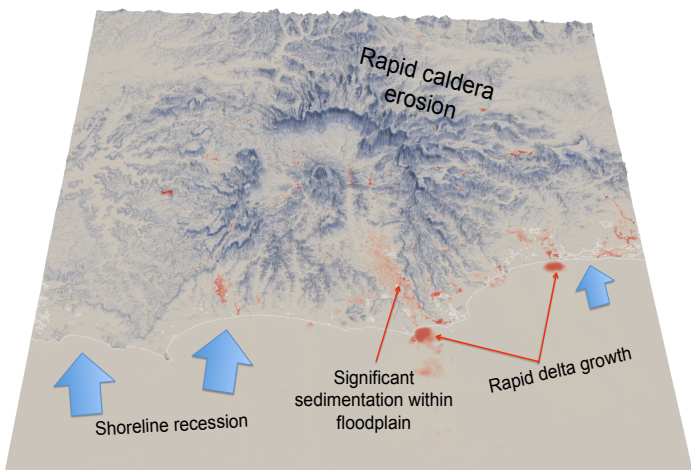 Rapid caldera
erosion
Significant
sedimentation within
floodplain
Rapid delta growth
Shoreline recession